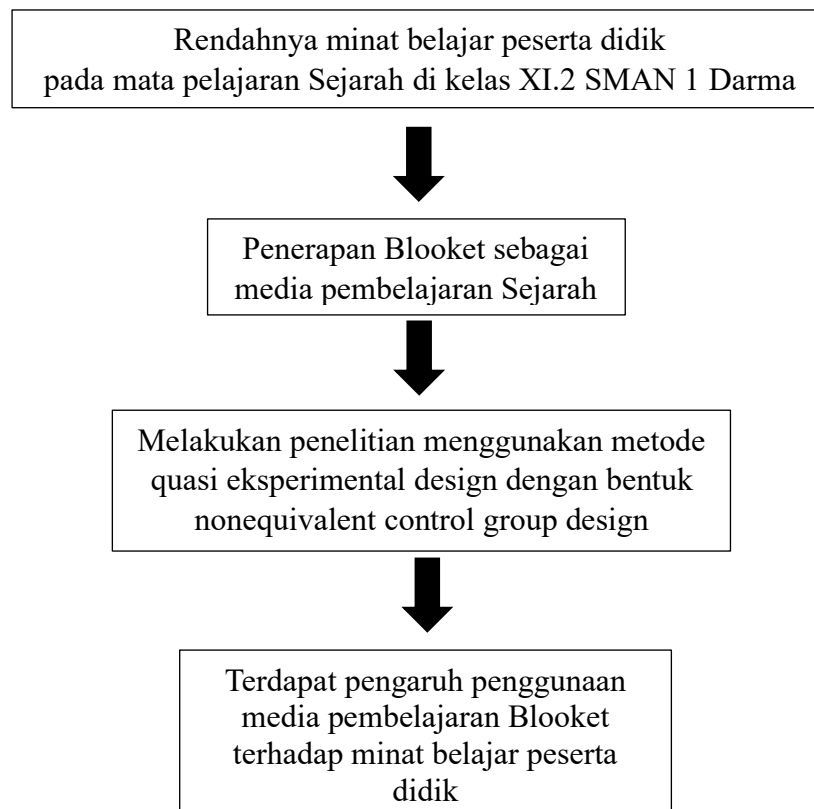 Rendahnya minat belajar peserta didik
pada mata pelajaran Sejarah di kelas XI.2 SMAN 1 Darma
Penerapan Blooket sebagai
media pembelajaran Sejarah
Melakukan penelitian menggunakan metode
quasi eksperimental design dengan bentuk
nonequivalent control group design
Terdapat pengaruh penggunaan
media pembelajaran Blooket
terhadap minat belajar peserta
didik